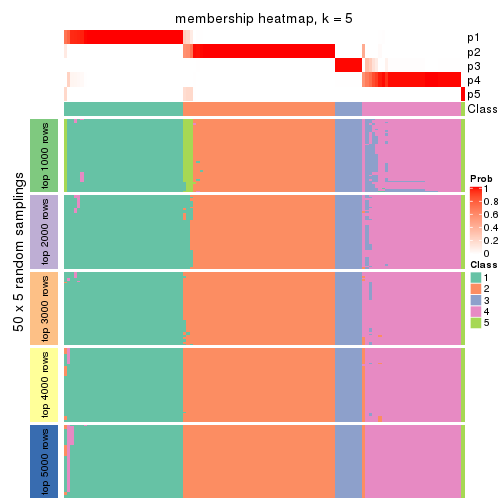 membership heatmap, k = 5
p1
p2
p3
p4
p5
Class
50 x 5 random samplings
top 1000 rows
top 2000 rows
top 3000 rows
top 4000 rows
top 5000 rows
Prob
1
0.8
0.6
0.4
0.2
0
Class
1
2
3
4
5